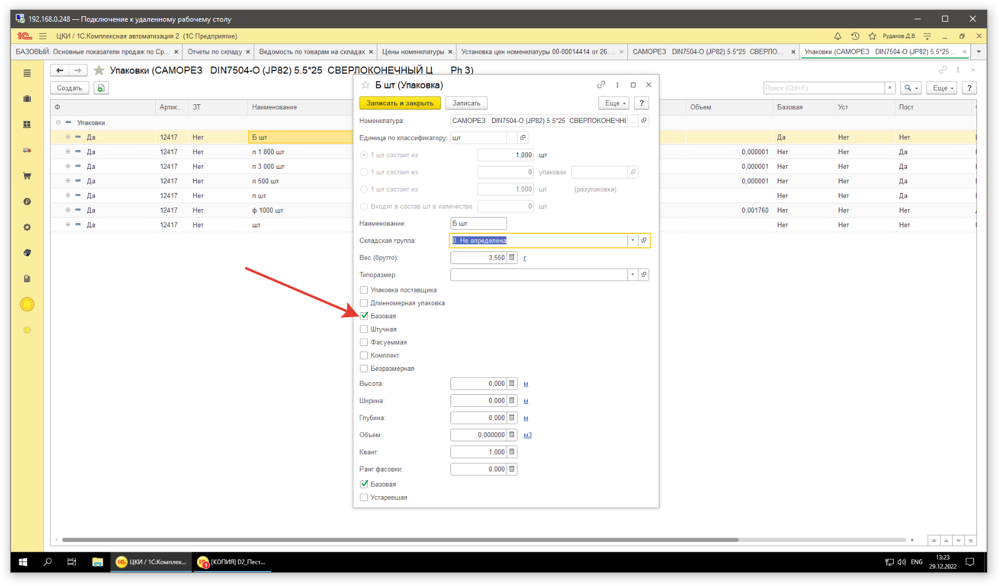 192.168.0.248 — Подключение к удаленному рабочему столу
1С ЦКИ / 1С:Комплексная автоматизация 2 (1С:Предприятие) Рудаков Д.В.
БАЗОВЫЙ. Основные показатели продаж по Ср... × Отчеты по складу × Ведомость по товарам на складах × Цены номенклатуры × Установка цен номенклатуры 00-00014414 от 26.... × САМОРЕЗ DIN7504-O (JP82) 5.5*25 СВЕРЛО... × Упаковки (САМОРЕЗ DIN7504-O (JP82) 5.5*25 ... ×
Упаковки (САМОРЕЗ DIN7504-O (JP82) 5.5*25 СВЕРЛОКОНЕЧНЫЙ Ц Ph 3)
Создать Поиск (Ctrl+F) × Еще ?
Ф Артик... ЗТ Наименование Объем Базовая Уст Пост
Упаковки
Да 12417 Нет Б шт Да Нет Нет
Да 12417 Нет п 1 800 шт 0,000001 Нет Нет Да
Да 12417 Нет п 3 000 шт 0,000001 Нет Нет Да
Да 12417 Нет п 500 шт 0,000001 Нет Нет Да
Да 12417 Нет п шт Нет Нет Да
Да 12417 Нет ф 1000 шт 0,001760 Нет Нет Нет
Да 12417 Нет шт Нет Нет Нет
Б шт (Упаковка)
Записать и закрыть Записать Еще ?
Номенклатура: САМОРЕЗ DIN7504-O (JP82) 5.5*25 СВЕРЛОКОНЕЧНЫ ...
Единица по классификатору: шт ...
1 шт состоит из 1,000 шт
1 шт состоит из 0 упаковок
1 шт состоит из 1,000 шт (разупаковка)
Входит в состав шт в количестве 0 шт
Наименование: Б шт
Складская группа: 0. Не определена
Вес (брутто): 3,550 г
Типоразмер:
Упаковка поставщика
Длинномерная упаковка
Базовая
Штучная
Фасуеммая
Комплект
Безразмерная
Высота: 0,000 м
Ширина: 0,000 м
Глубина: 0,000 м
Объем: 0,000000 м3
Квант: 1,000
Ранг фасовки: 0,000
Базовая
Устаревшая
1С ЦКИ / 1С:Комплек... 1 [КОПИЯ] D2_Пест... ENG 13:23
29.12.2022